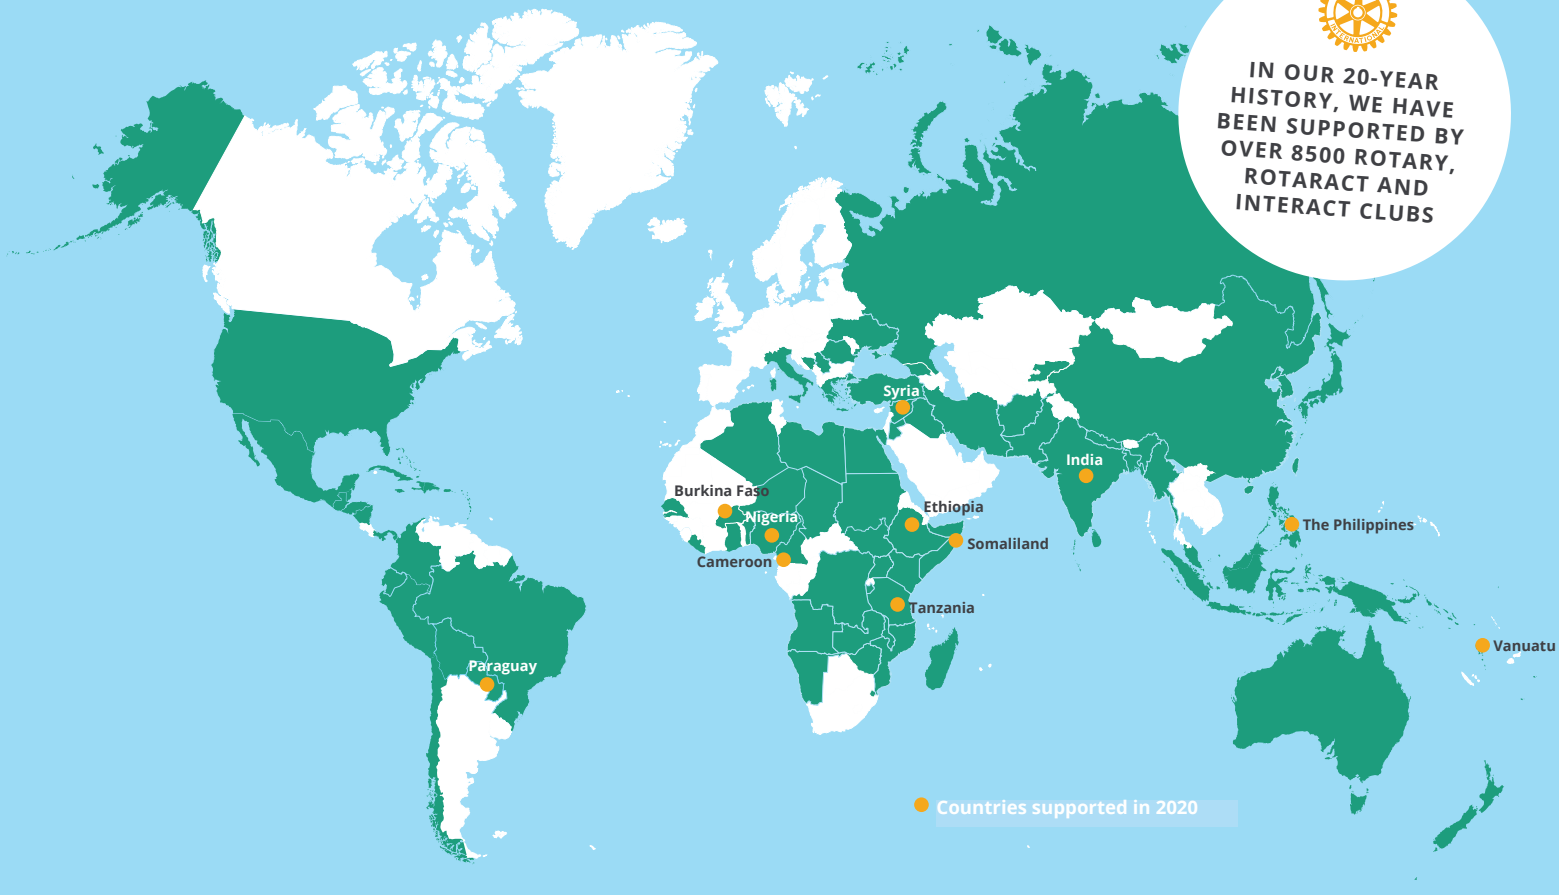 INTERNATIONAL
IN OUR 20-YEAR
HISTORY, WE HAVE
BEEN SUPPORTED BY
OVER 8500 ROTARY,
ROTARACT AND
INTERACT CLUBS
Syria
India
Burkina Faso
Nigeria
Ethiopia
The Philippines
Somaliland
Cameroon
Tanzania
Vanuatu
Paraguay
Countries supported in 2020